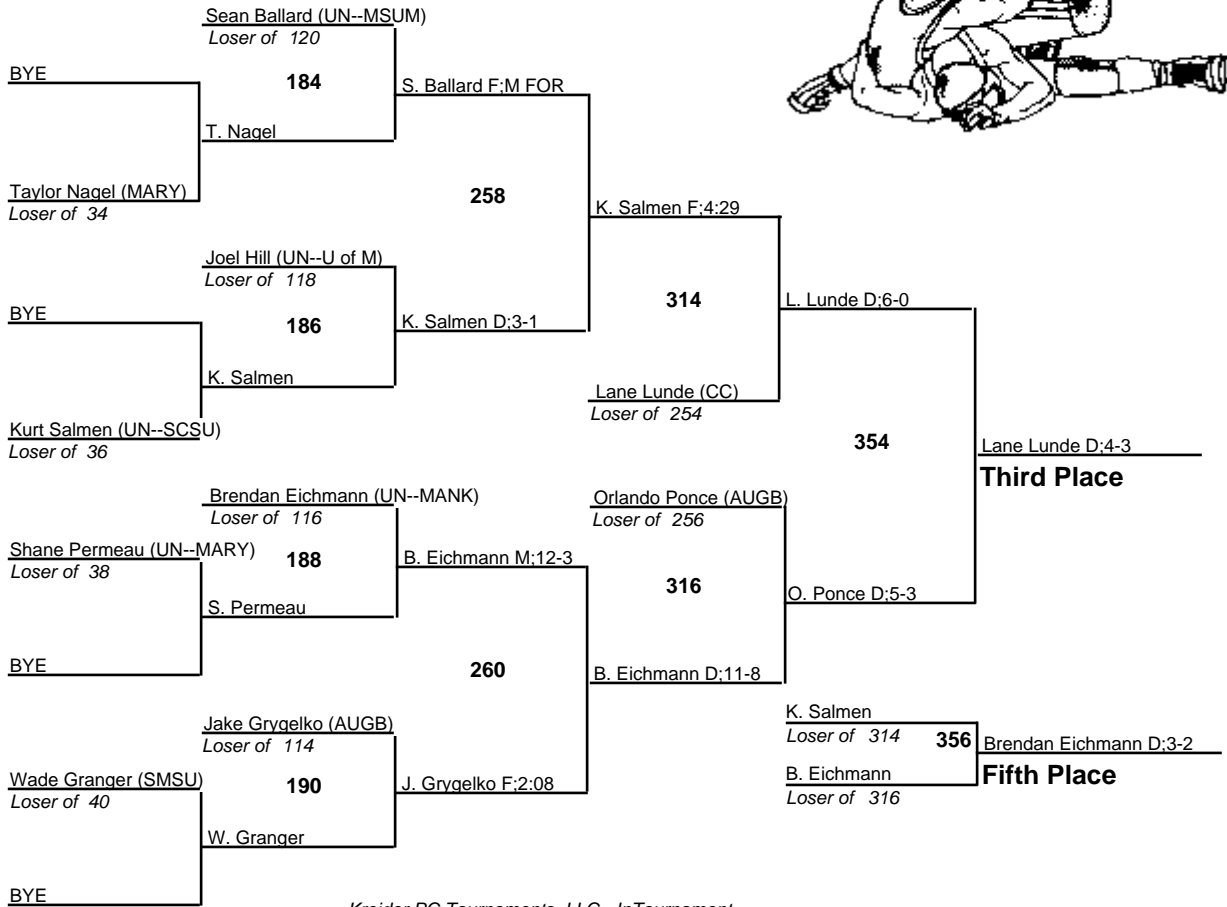 Sean Ballard (UN--MSUM)
Loser of 120
BYE
184
S. Ballard F;M FOR
T. Nagel
Taylor Nagel (MARY)
Loser of 34
258
K. Salmen F;4:29
Joel Hill (UN--U of M)
Loser of 118
BYE
186
K. Salmen D;3-1
314
L. Lunde D;6-0
K. Salmen
Lane Lunde (CC)
Loser of 254
Kurt Salmen (UN--SCSU)
Loser of 36
354
Lane Lunde D;4-3
Third Place
Brendan Eichmann (UN--MANK)
Loser of 116
Orlando Ponce (AUGB)
Loser of 256
Shane Permeau (UN--MARY)
Loser of 38
188
B. Eichmann M;12-3
316
O. Ponce D;5-3
S. Permeau
BYE
260
B. Eichmann D;11-8
Jake Grygelko (AUGB)
Loser of 114
K. Salmen
Loser of 314
356
Brendan Eichmann D;3-2
Fifth Place
Wade Granger (SMSU)
Loser of 40
190
J. Grygelko F;2:08
B. Eichmann
Loser of 316
W. Granger
BYE
Kreider PC Tournaments, LLC - InTournament